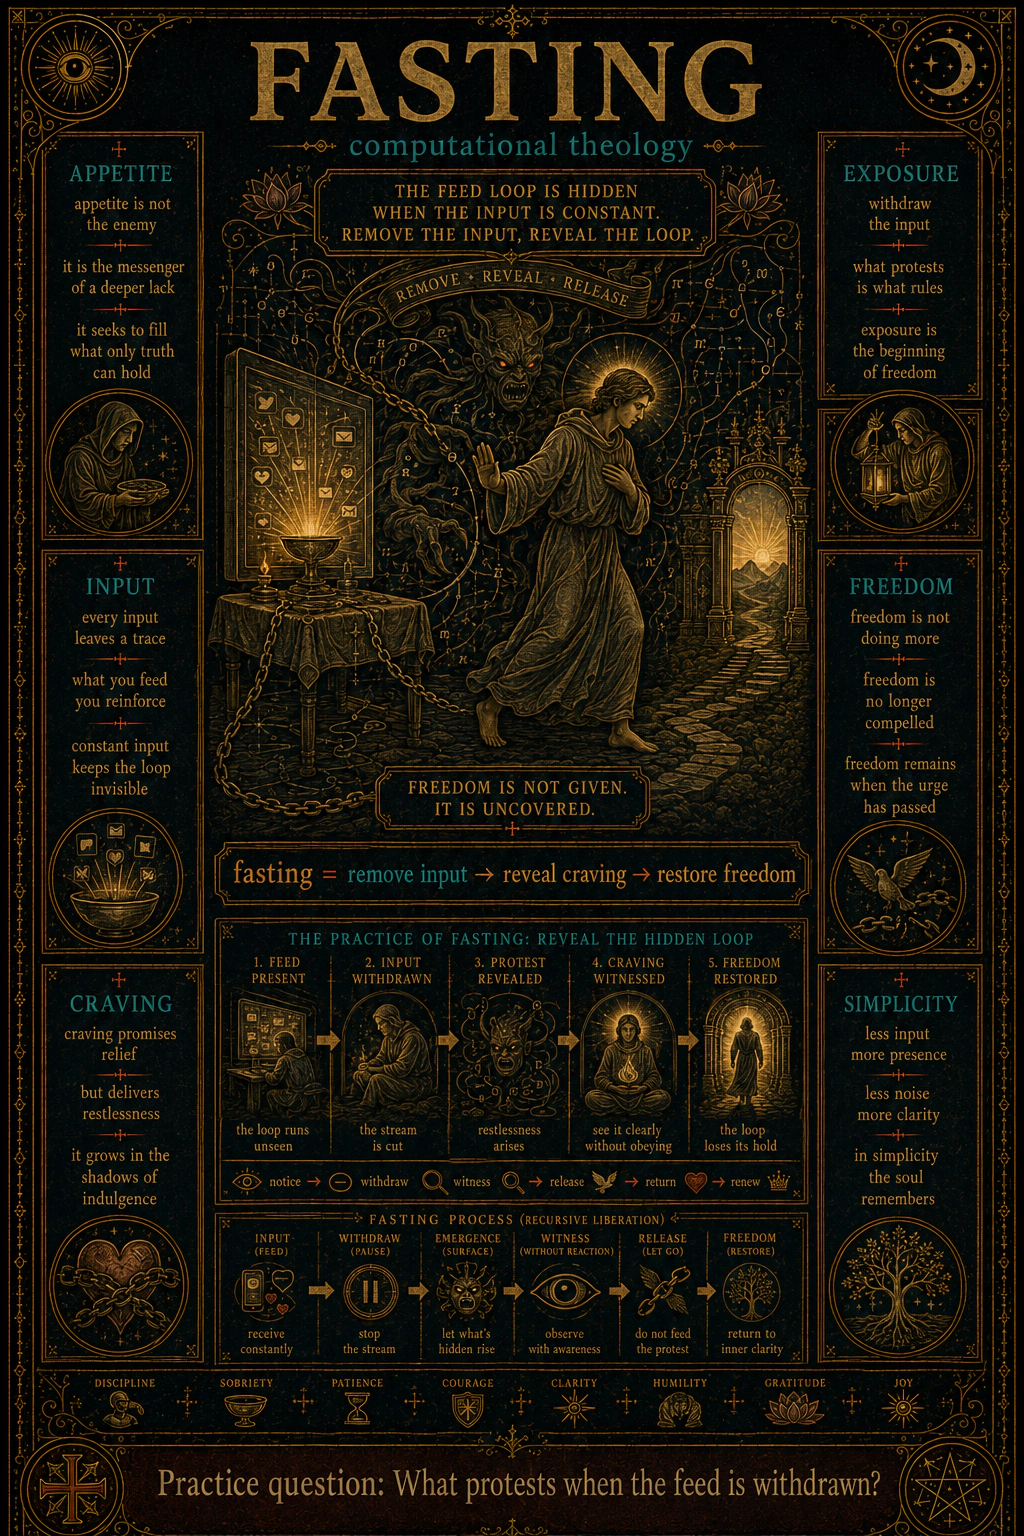 FASTING
computational theology
THE FEED LOOP IS HIDDEN
WHEN THE INPUT IS CONSTANT.
REMOVE THE INPUT, REVEAL THE LOOP.
REMOVE • REVEAL • RELEASE
APPETITE
appetite is not
the enemy
it is the messenger
of a deeper lack
it seeks to fill
what only truth
can hold
INPUT
every input
leaves a trace
what you feed
you reinforce
constant input
keeps the loop
invisible
CRAVING
craving promises
relief
but delivers
restlessness
it grows in the
shadows of
indulgence
EXPOSURE
withdraw
the input
what protests
is what rules
exposure is
the beginning
of freedom
FREEDOM
freedom is not
doing more
freedom is
no longer
compelled
freedom remains
when the urge
has passed
SIMPLICITY
less input
more presence
less noise
more clarity
in simplicity
the soul
remembers
FREEDOM IS NOT GIVEN.
IT IS UNCOVERED.
fasting = remove input → reveal craving → restore freedom
THE PRACTICE OF FASTING: REVEAL THE HIDDEN LOOP
1. FEED
PRESENT
the loop runs
unseen
2. INPUT
WITHDRAWN
the stream
is cut
3. PROTEST
REVEALED
restlessness
arises
4. CRAVING
WITNESSED
see it clearly
without obeying
5. FREEDOM
RESTORED
the loop
loses its hold
notice → withdraw witness → release → return → renew
FASTING PROCESS (RECURSIVE LIBERATION)
INPUT
(FEED)
receive
constantly
WITHDRAW
(PAUSE)
stop
the stream
EMERGENCE
(SURFACE)
let what's
hidden rise
WITNESS
(WITHOUT REACTION)
observe
with awareness
RELEASE
(LET GO)
do not feed
the protest
FREEDOM
(RESTORE)
return to
inner clarity
DISCIPLINE
SOBRIETY
PATIENCE
COURAGE
CLARITY
HUMILITY
GRATITUDE
JOY
Practice question: What protests when the feed is withdrawn?